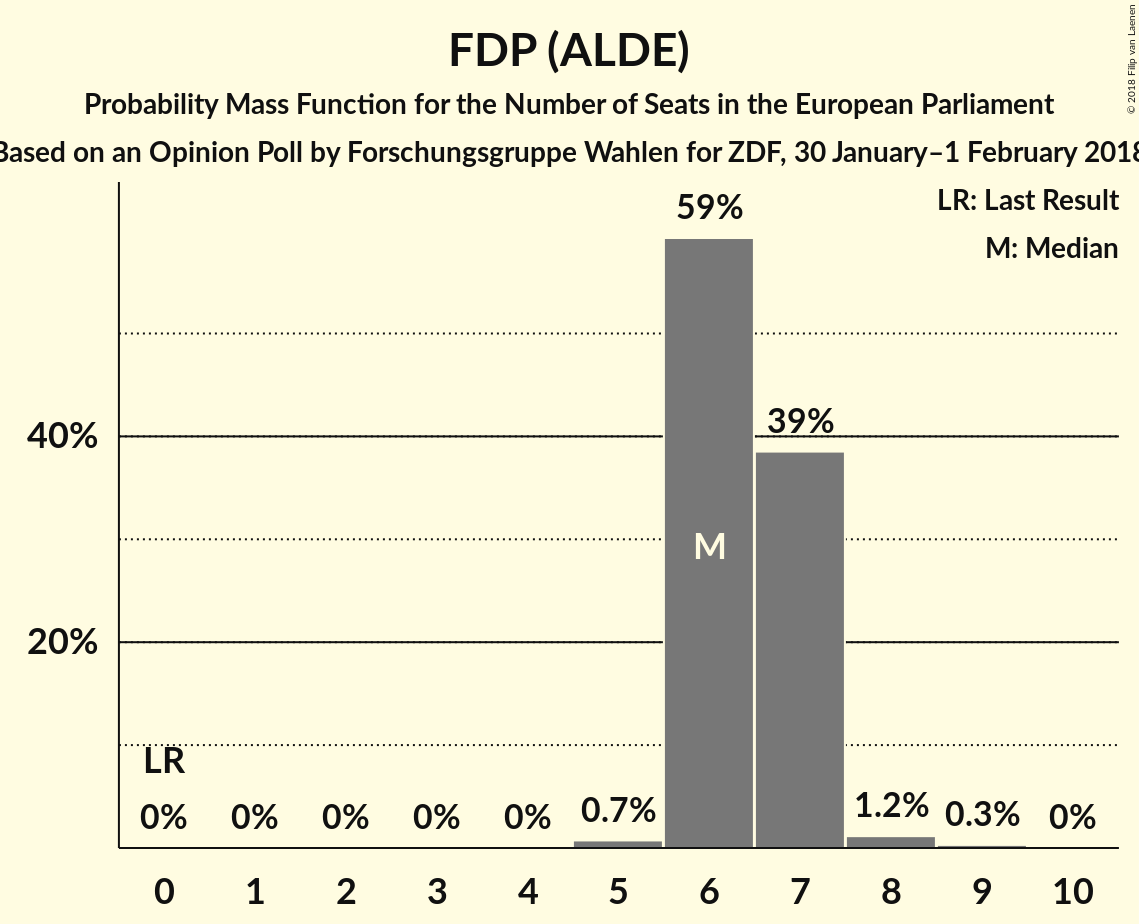 FDP (ALDE)
Probability Mass Function for the Number of Seats in the European Parliament
Based on an Opinion Poll by Forschungsgruppe Wahlen for ZDF, 30 January–1 February 2018
© 2018 Filip van Laenen
LR: Last Result
M: Median
59%
39%
40%
M
20%
LR
0% 0% 0% 0% 0% 0.7% 1.2% 0.3% 0%
0 1 2 3 4 5 6 7 8 9 10